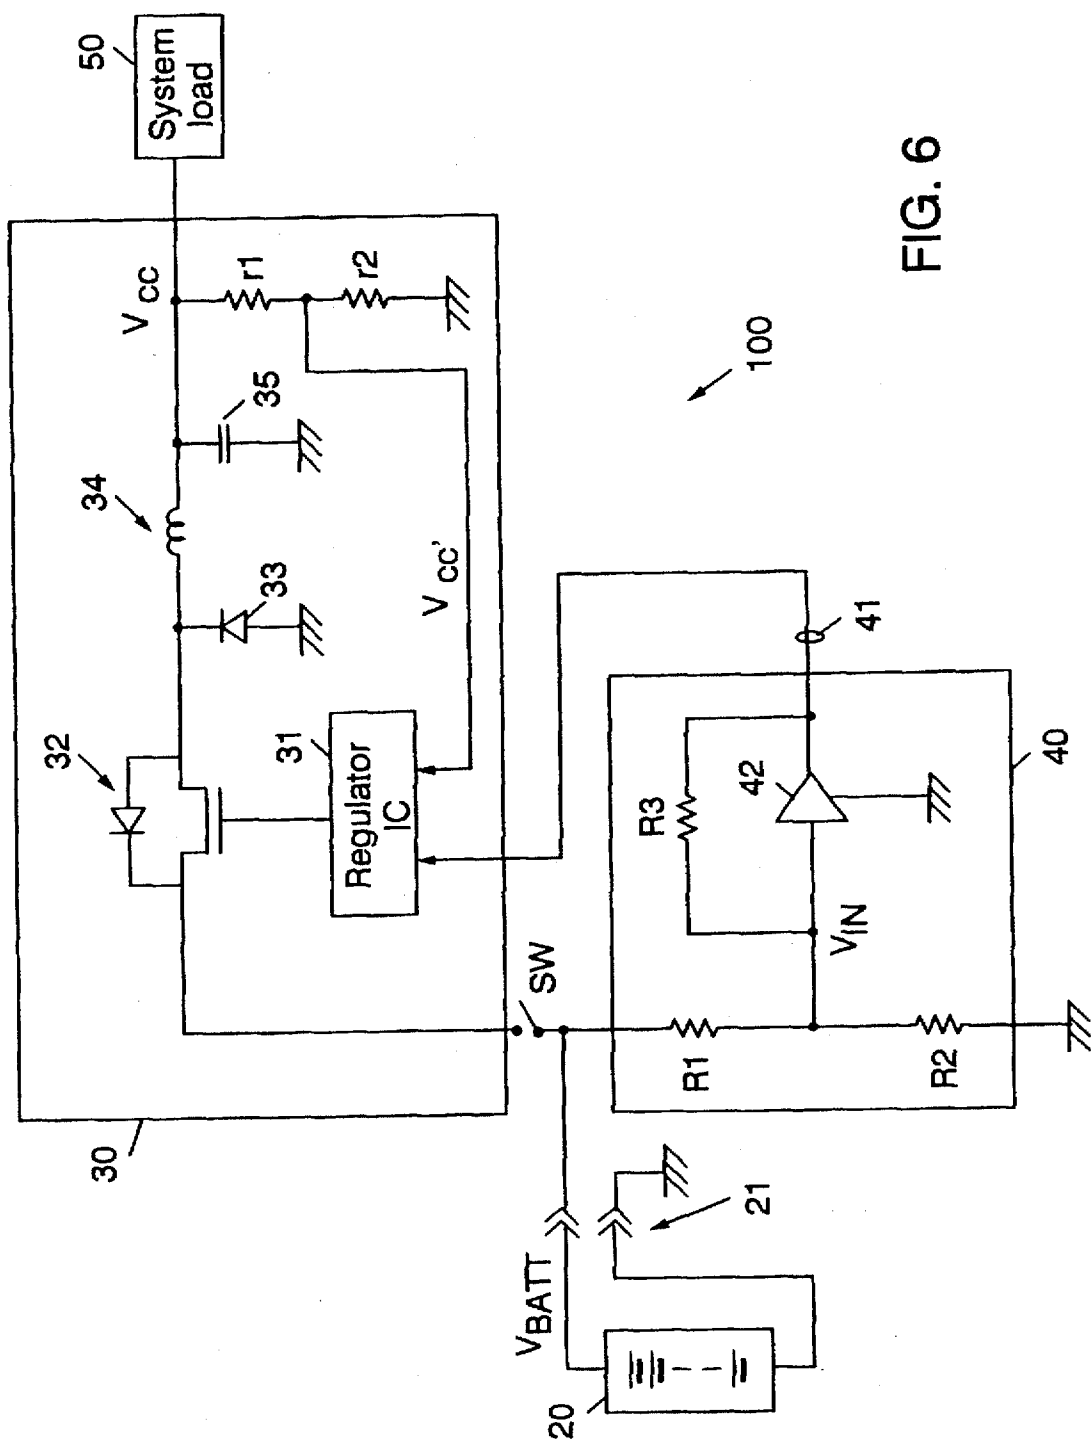 50
System
load
30
32
34
V CC
33
35
r1
r2
31
Regulator
IC
VCC'
SW
VBATT
20
21
R1
R2
VIN
R3
42
41
40
100
FIG. 6